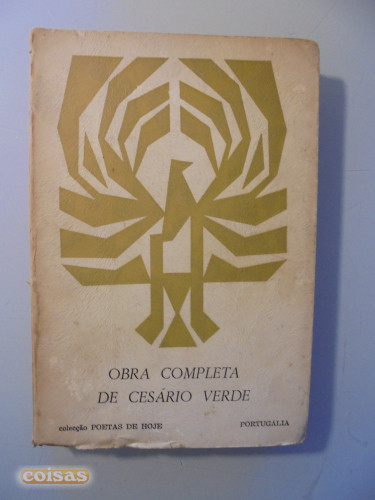 OBRA COMPLETA
DE CESÁRIO VERDE
colecção POETAS DE HOJE PORTUGÁLIA
coisas